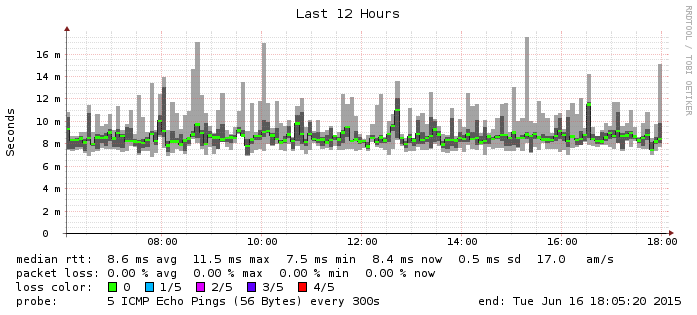 Last 12 Hours
RRDTOOL / TOBI OETIKER
Seconds
16 m
14 m
12 m
10 m
8 m
6 m
4 m
2 m
0
08:00 10:00 12:00 14:00 16:00 18:00
median rtt: 8.6 ms avg 11.5 ms max 7.5 ms min 8.4 ms now 0.5 ms sd 17.0 am/s
packet loss: 0.00 % avg 0.00 % max 0.00 % min 0.00 % now
loss color: 0 1/5 2/5 3/5 4/5
probe: 5 ICMP Echo Pings (56 Bytes) every 300s end: Tue Jun 16 18:05:20 2015